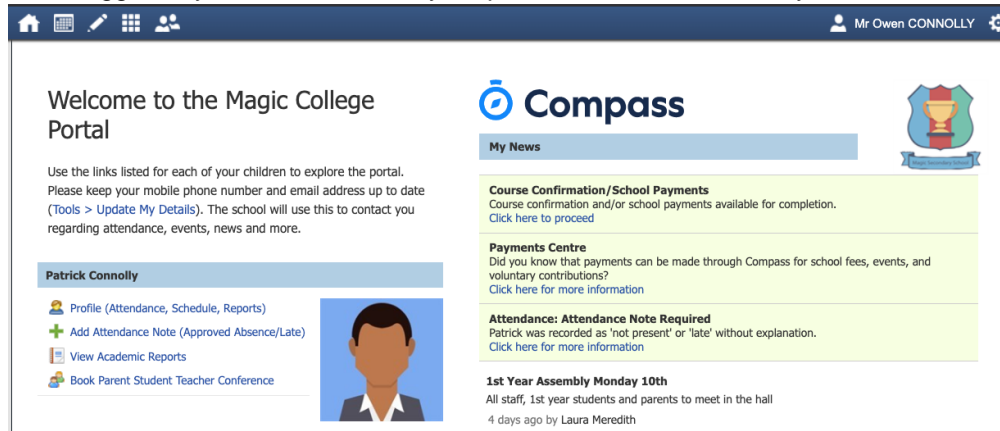 Mr Owen CONNOLLY
Welcome to the Magic College
Portal
Use the links listed for each of your children to explore the portal.
Please keep your mobile phone number and email address up to date
(Tools > Update My Details). The school will use this to contact you
regarding attendance, events, news and more.
Patrick Connolly
Profile (Attendance, Schedule, Reports)
Add Attendance Note (Approved Absence/Late)
View Academic Reports
Book Parent Student Teacher Conference
Compass
Magic Secondary School
My News
Course Confirmation/School Payments
Course confirmation and/or school payments available for completion.
Click here to proceed
Payments Centre
Did you know that payments can be made through Compass for school fees, events, and
voluntary contributions?
Click here for more information
Attendance: Attendance Note Required
Patrick was recorded as 'not present' or 'late' without explanation.
Click here for more information
1st Year Assembly Monday 10th
All staff, 1st year students and parents to meet in the hall
4 days ago by Laura Meredith